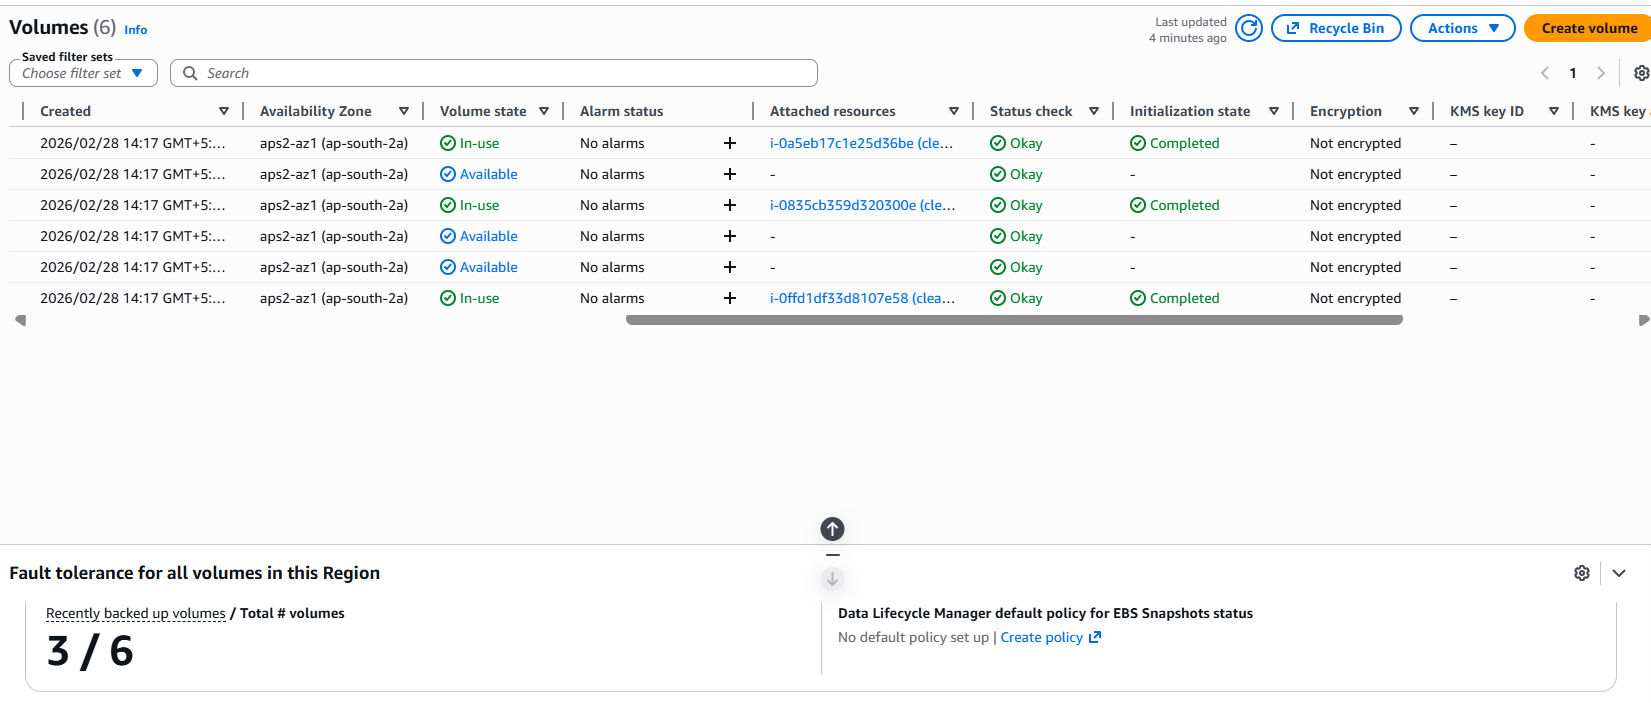 Volumes (6) Info
Last updated
4 minutes ago
Recycle Bin
Actions
Create volume
Saved filter sets
Choose filter set
Search
1
Created Availability Zone Volume state Alarm status Attached resources Status check Initialization state Encryption KMS key ID KMS key
2026/02/28 14:17 GMT+5:... aps2-az1 (ap-south-2a) In-use No alarms + i-0a5eb17c1e25d36be (cle... Okay Completed Not encrypted – -
2026/02/28 14:17 GMT+5:... aps2-az1 (ap-south-2a) Available No alarms + - Okay - Not encrypted – -
2026/02/28 14:17 GMT+5:... aps2-az1 (ap-south-2a) In-use No alarms + i-0835cb359d320300e (cle... Okay Completed Not encrypted – -
2026/02/28 14:17 GMT+5:... aps2-az1 (ap-south-2a) Available No alarms + - Okay - Not encrypted – -
2026/02/28 14:17 GMT+5:... aps2-az1 (ap-south-2a) Available No alarms + - Okay - Not encrypted – -
2026/02/28 14:17 GMT+5:... aps2-az1 (ap-south-2a) In-use No alarms + i-0ffd1df33d8107e58 (clea... Okay Completed Not encrypted – -
Fault tolerance for all volumes in this Region
Recently backed up volumes / Total # volumes
3 / 6
Data Lifecycle Manager default policy for EBS Snapshots status
No default policy set up | Create policy